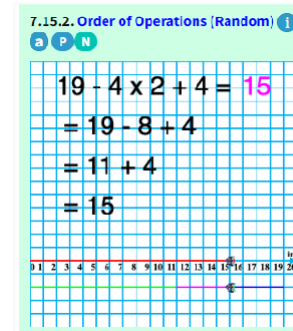 7.15.2. Order of Operations (Random) i
a P N
19 - 4 x 2 + 4 = 15
= 19 - 8 + 4
= 11 + 4
= 15
0 1 2 3 4 5 6 7 8 9 10 11 12 13 14 15 16 17 18 19